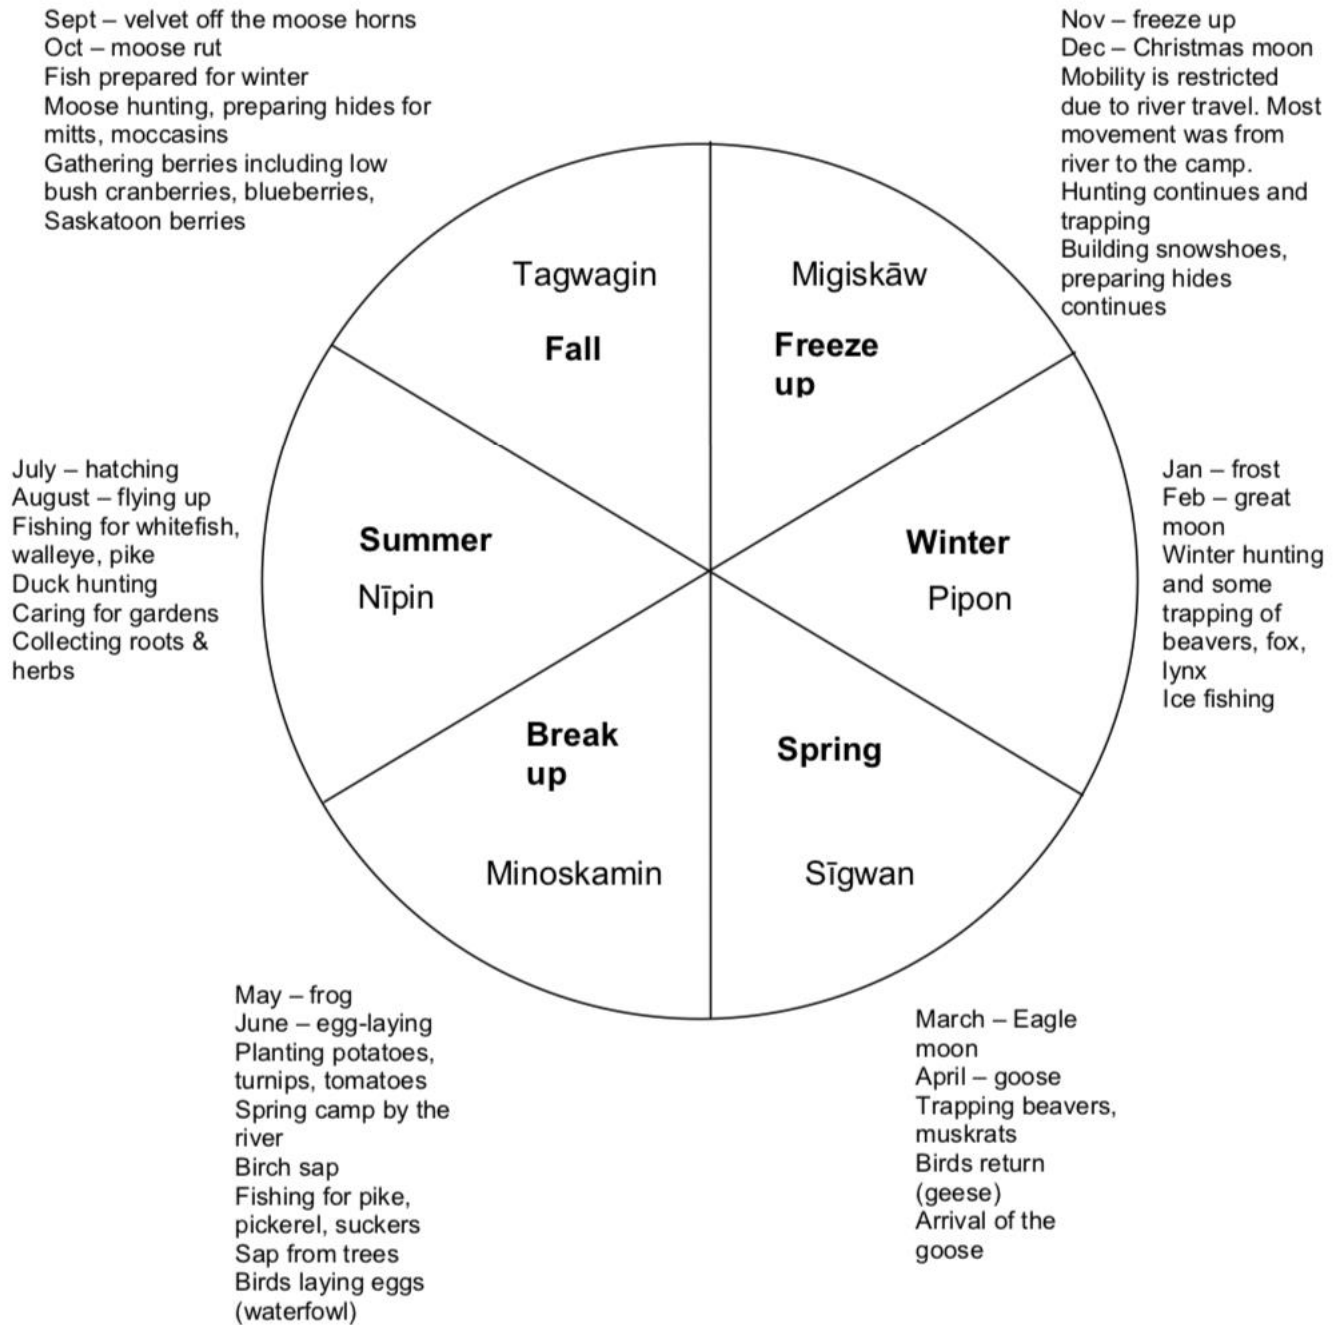 Sept – velvet off the moose horns
Oct – moose rut
Fish prepared for winter
Moose hunting, preparing hides for
mitts, moccasins
Gathering berries including low
bush cranberries, blueberries,
Saskatoon berries
Nov – freeze up
Dec – Christmas moon
Mobility is restricted
due to river travel. Most
movement was from
river to the camp.
Hunting continues and
trapping
Building snowshoes,
preparing hides
continues
Tagwagin
Fall
Migiskāw
Freeze
up
July – hatching
August – flying up
Fishing for whitefish,
walleye, pike
Duck hunting
Caring for gardens
Collecting roots &
herbs
Summer
Nīpin
Winter
Pipon
Jan – frost
Feb – great
moon
Winter hunting
and some
trapping of
beavers, fox,
lynx
Ice fishing
Break
up
Minoskamin
Spring
Sīgwan
May – frog
June – egg-laying
Planting potatoes,
turnips, tomatoes
Spring camp by the
river
Birch sap
Fishing for pike,
pickerel, suckers
Sap from trees
Birds laying eggs
(waterfowl)
March – Eagle
moon
April – goose
Trapping beavers,
muskrats
Birds return
(geese)
Arrival of the
goose